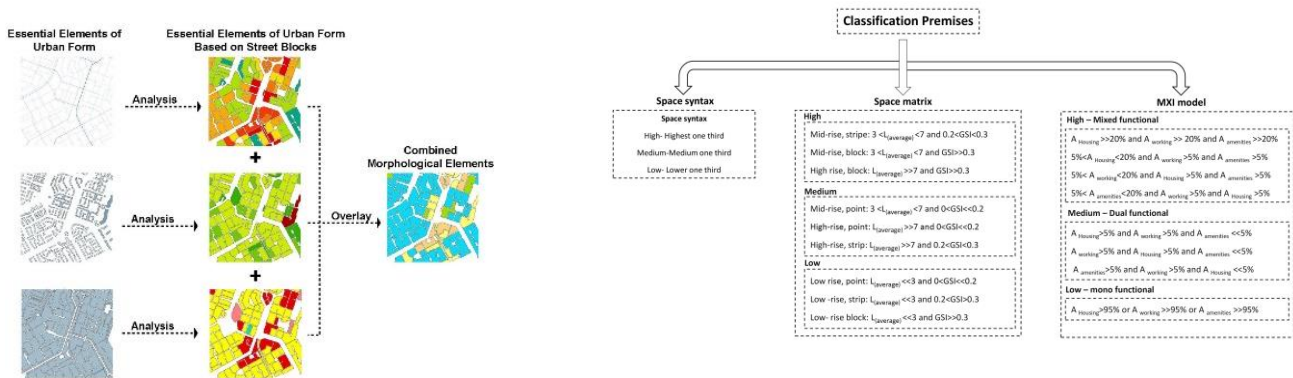 Essential Elements of
Urban Form
Essential Elements of Urban Form
Based on Street Blocks
Analysis
+
Analysis
+
Analysis
Overlay
Combined
Morphological Elements
Classification Premises
Space syntax
Space syntax
High- Highest one third
Medium-Medium one third
Low- Lower one third
Space matrix
High
Mid-rise, stripe: 3 <L(average)<7 and 0.2<GSI<0.3
Mid-rise, block: 3 <L(average)<7 and GSI>>0.3
High rise, block: L(average) >>7 and GSI>>0.3
Medium
Mid-rise, point: 3 <L(average)<7 and 0<GSI<<0.2
High-rise, point: L(average) >>7 and 0<GSI<<0.2
High-rise, strip: L(average) >>7 and 0.2<GSI<0.3
Low
Low rise, point: L(average) <<3 and 0<GSI<<0.2
Low -rise, strip: L(average) <<3 and 0.2<GSI>0.3
Low- rise block: L(average) <<3 and GSI>>0.3
MXI model
High – Mixed functional
A Housing >>20% and A working >> 20% and A amenities >>20%
5%<A Housing<20% and A working >5% and A amenities >5%
5%< A working<20% and A Housing >5% and A amenities >5%
5%< A amenities<20% and A working >5% and A Housing >5%
Medium – Dual functional
A Housing>5% and A working >5% and A amenities <<5%
A working>5% and A Housing >5% and A amenities <<5%
A amenities>5% and A working >5% and A Housing <<5%
Low – mono functional
A Housing>95% or A working >>95% or A amenities >>95%